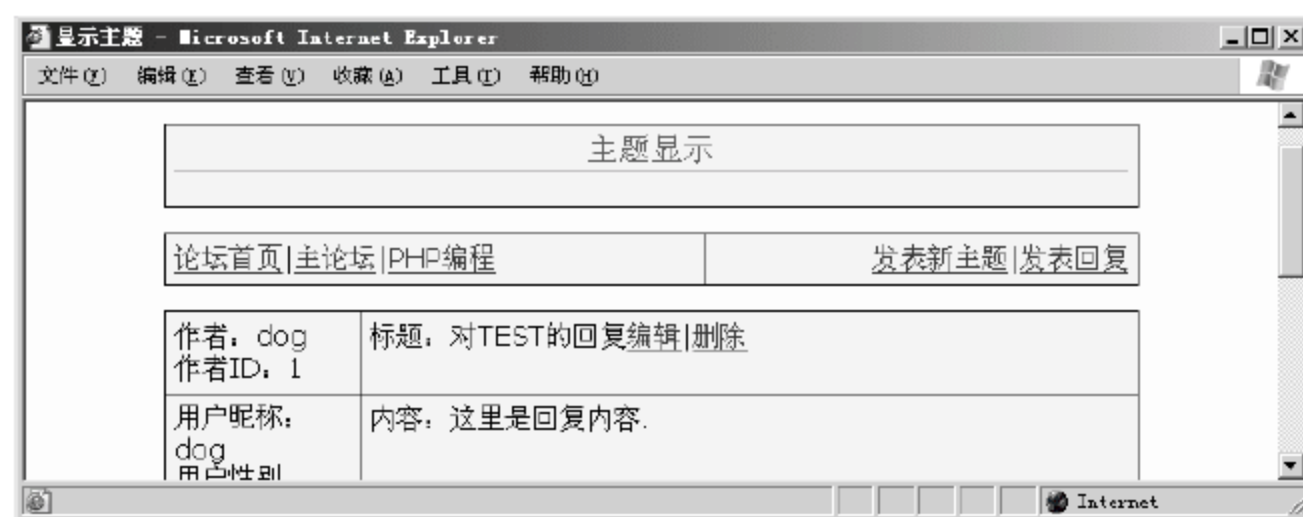 显示主题 - Microsoft Internet Explorer
文件(F) 编辑(E) 查看(V) 收藏(A) 工具(T) 帮助(H)
主题显示
论坛首页|主论坛|PHP编程 发表新主题|发表回复
作者：dog 标题：对TEST的回复编辑|删除
作者ID：1
用户昵称： 内容：这里是回复内容.
dog
用户性别
Internet